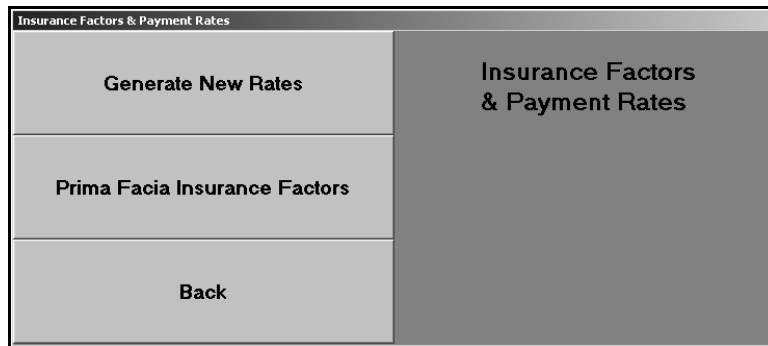 Insurance Factors & Payment Rates
Generate New Rates
Insurance Factors
& Payment Rates
Prima Facia Insurance Factors
Back